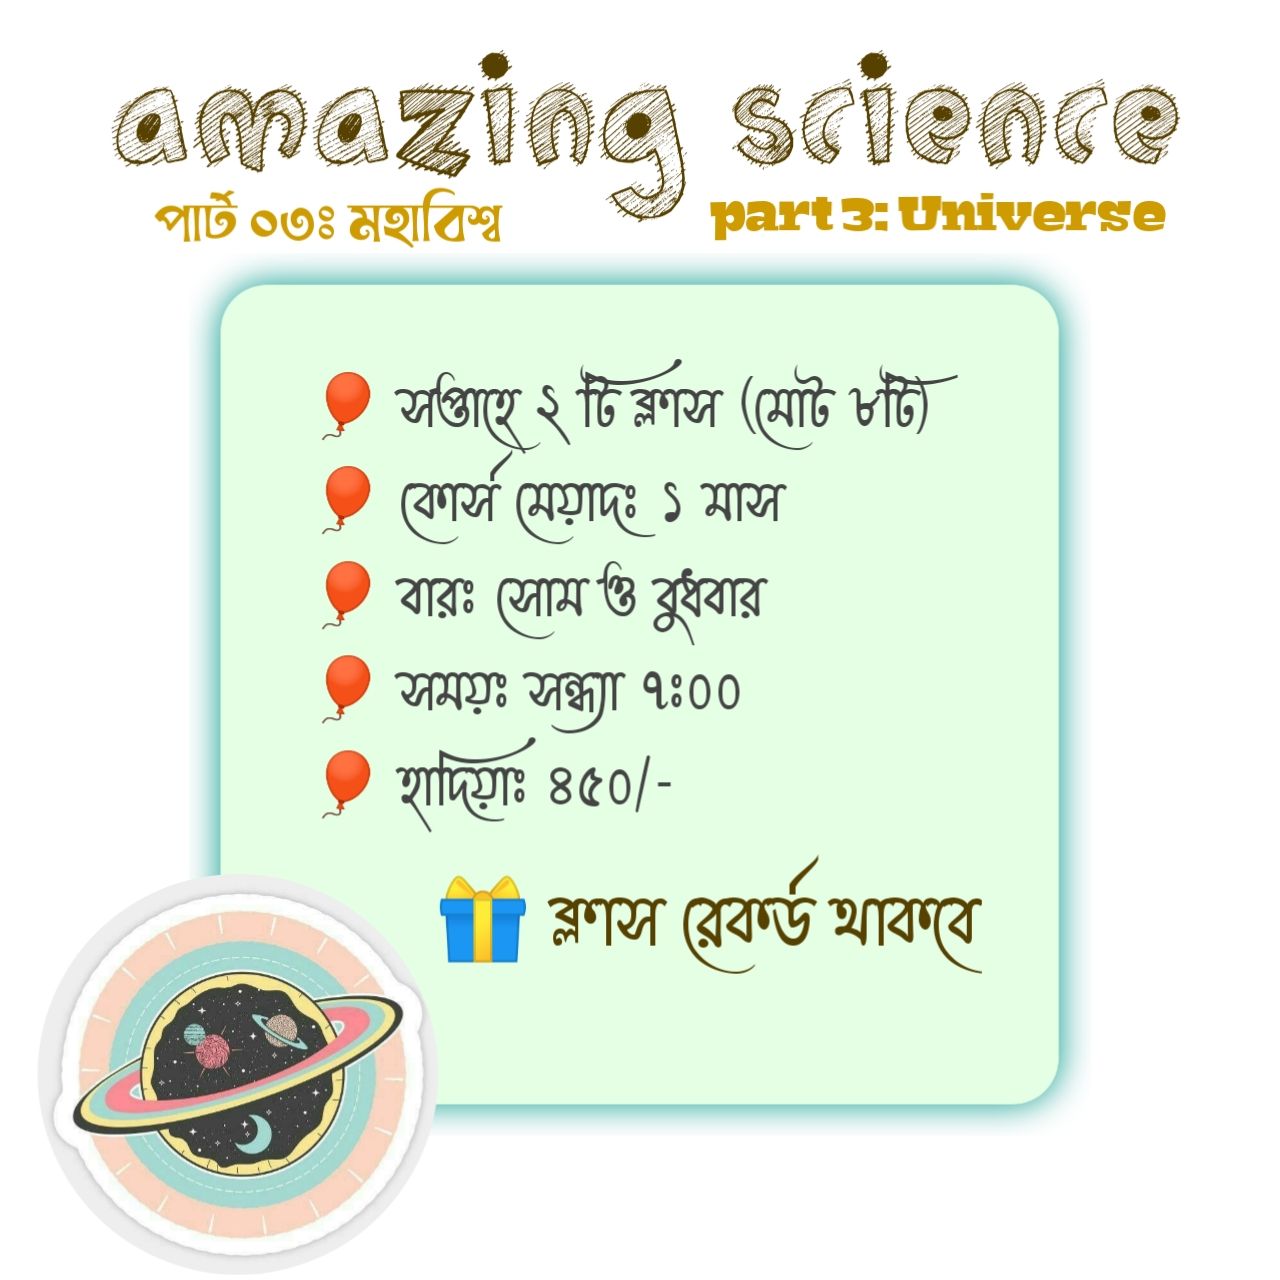 amazing science
পার্ট ০৩ঃ মহাবিশ্ব
part 3: Universe
সপ্তাহে ২ টি ক্লাস (মোট ৮টি)
কোর্স মেয়াদঃ ১ মাস
বারঃ সোম ও বুধবার
সময়ঃ সন্ধ্যা ৭ঃ০০
হাদিয়াঃ ৪৫০/-
ক্লাস রেকর্ড থাকবে